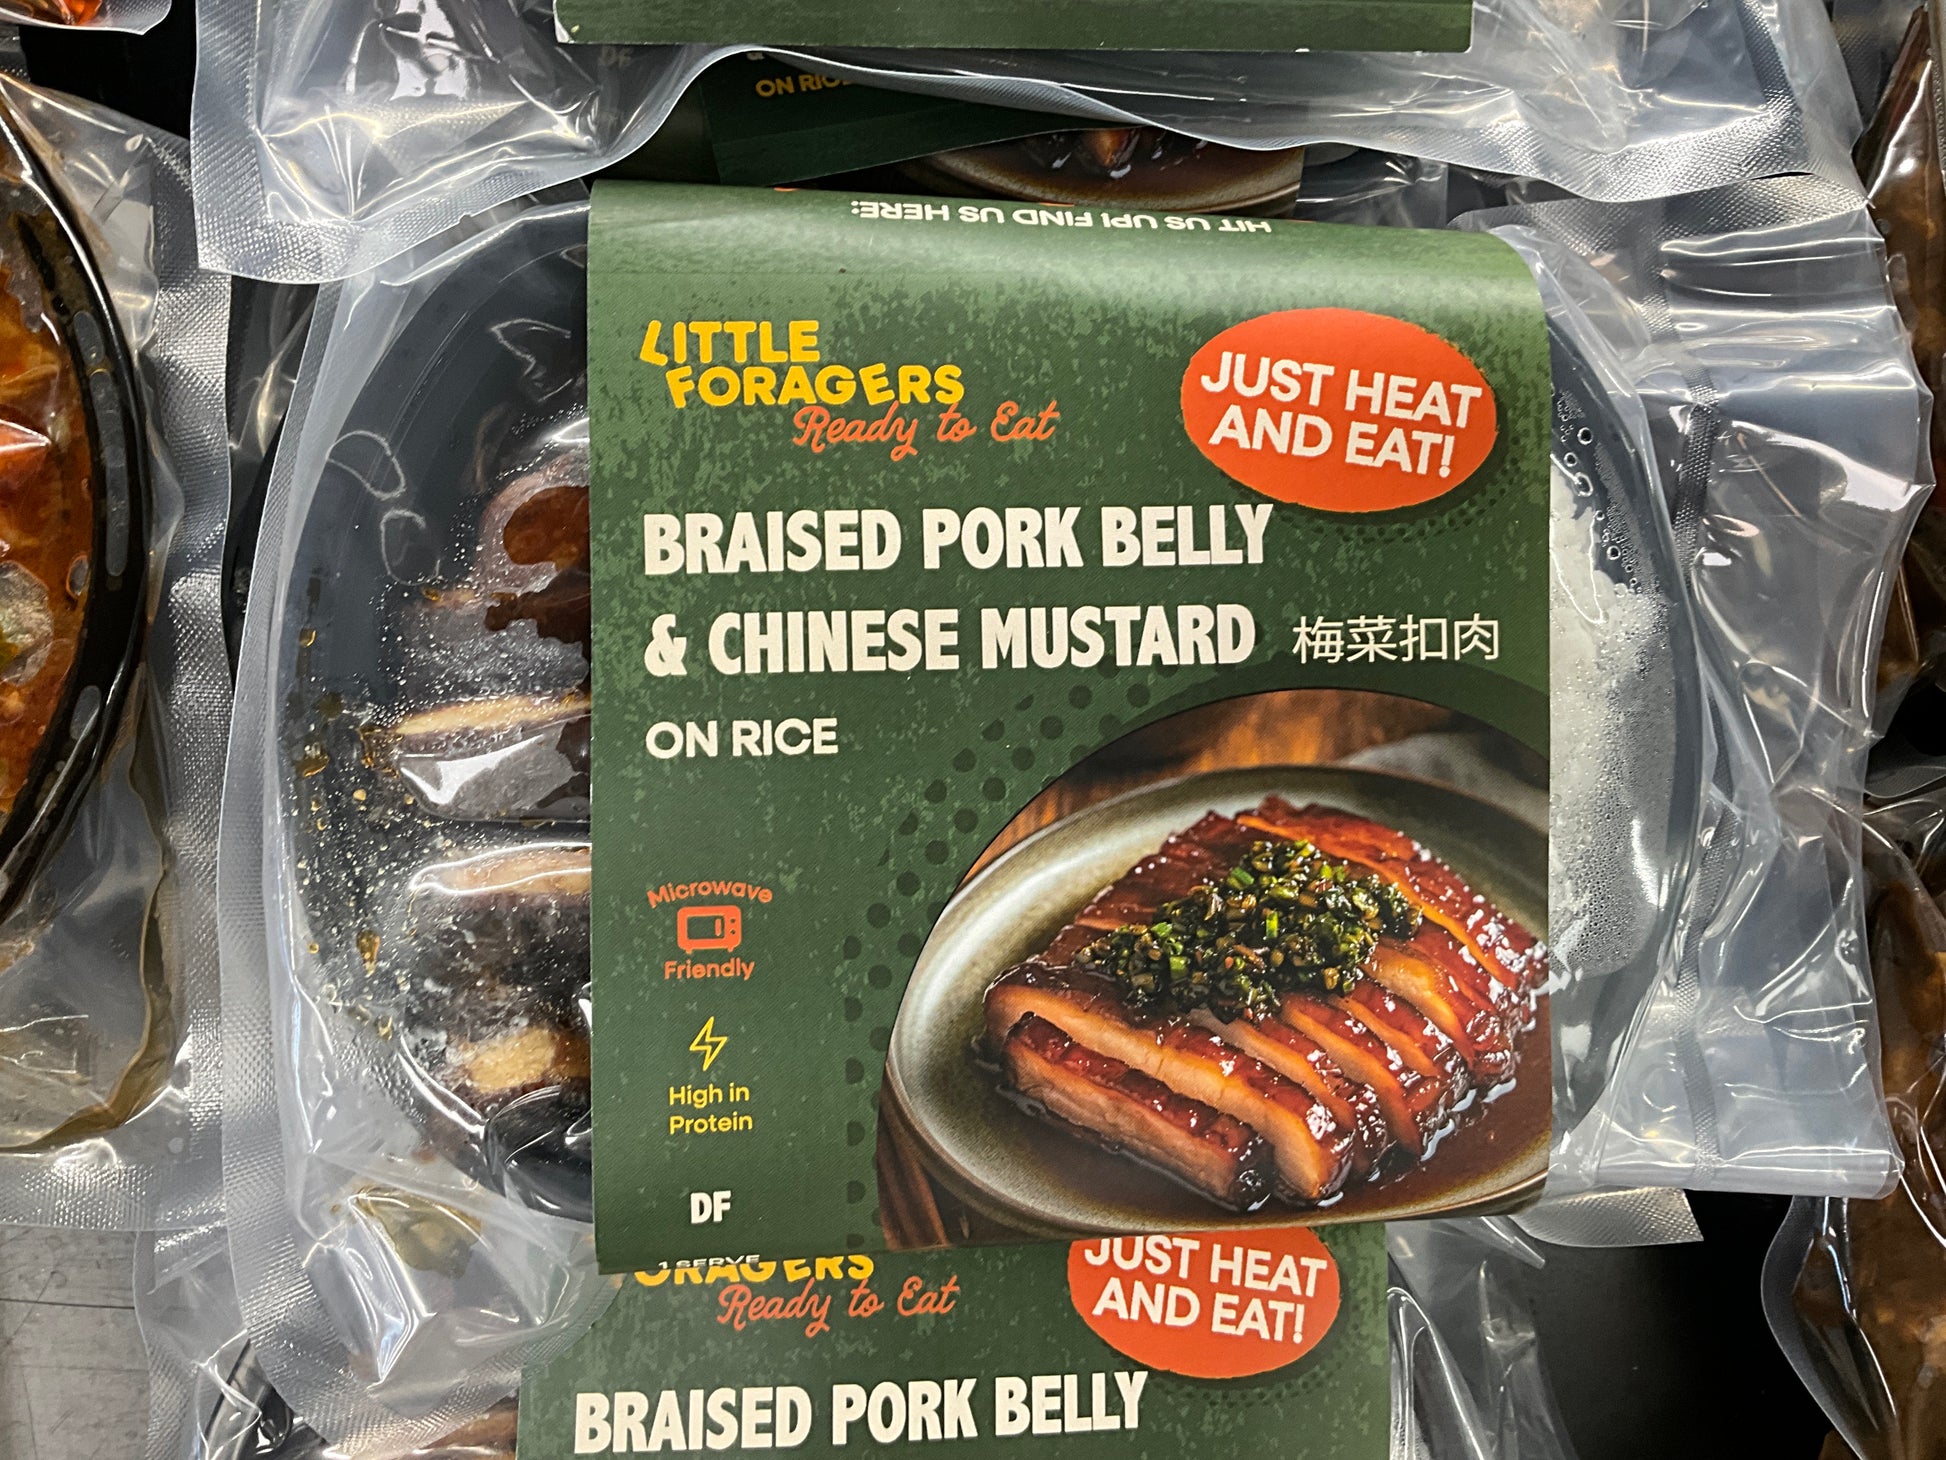 ON RICE
HIT US UP! FIND US HERE:
LITTLE
FORAGERS
Ready to Eat
JUST HEAT
AND EAT!
BRAISED PORK BELLY
& CHINESE MUSTARD 梅菜扣肉
ON RICE
Microwave
Friendly
High in
Protein
DF
1 SERVE
FORAGERS
Ready to Eat
JUST HEAT
AND EAT!
BRAISED PORK BELLY